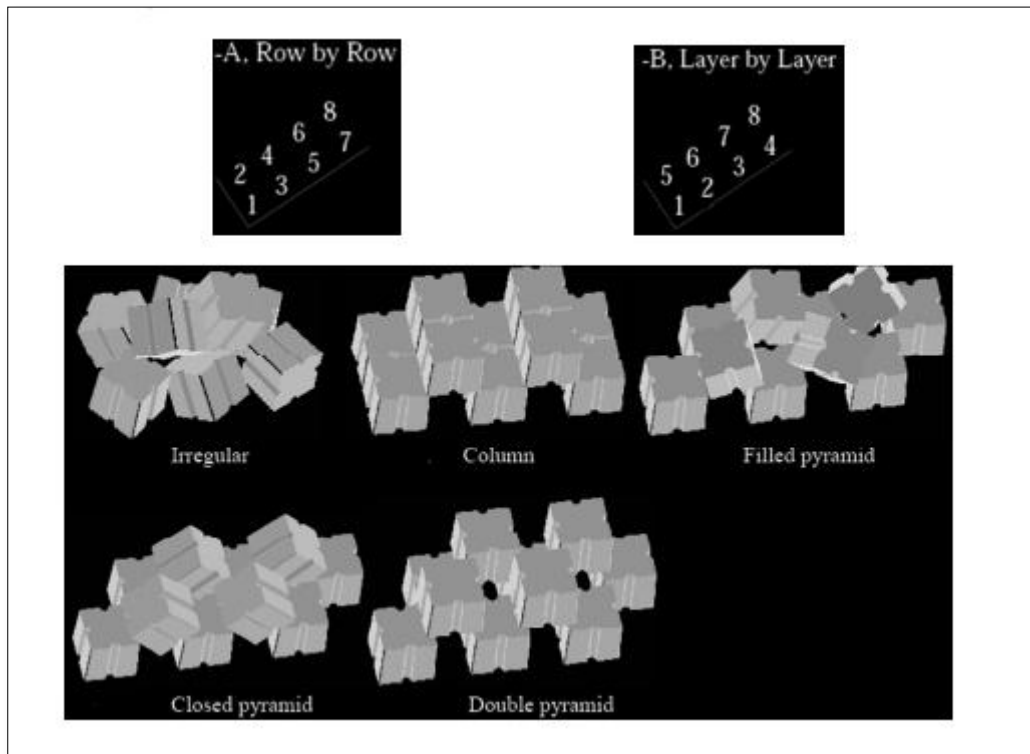 -A, Row by Row
8
6
7
4
5
2
3
1
-B, Layer by Layer
8
7
4
6
3
5
2
1
Irregular
Column
Filled pyramid
Closed pyramid
Double pyramid